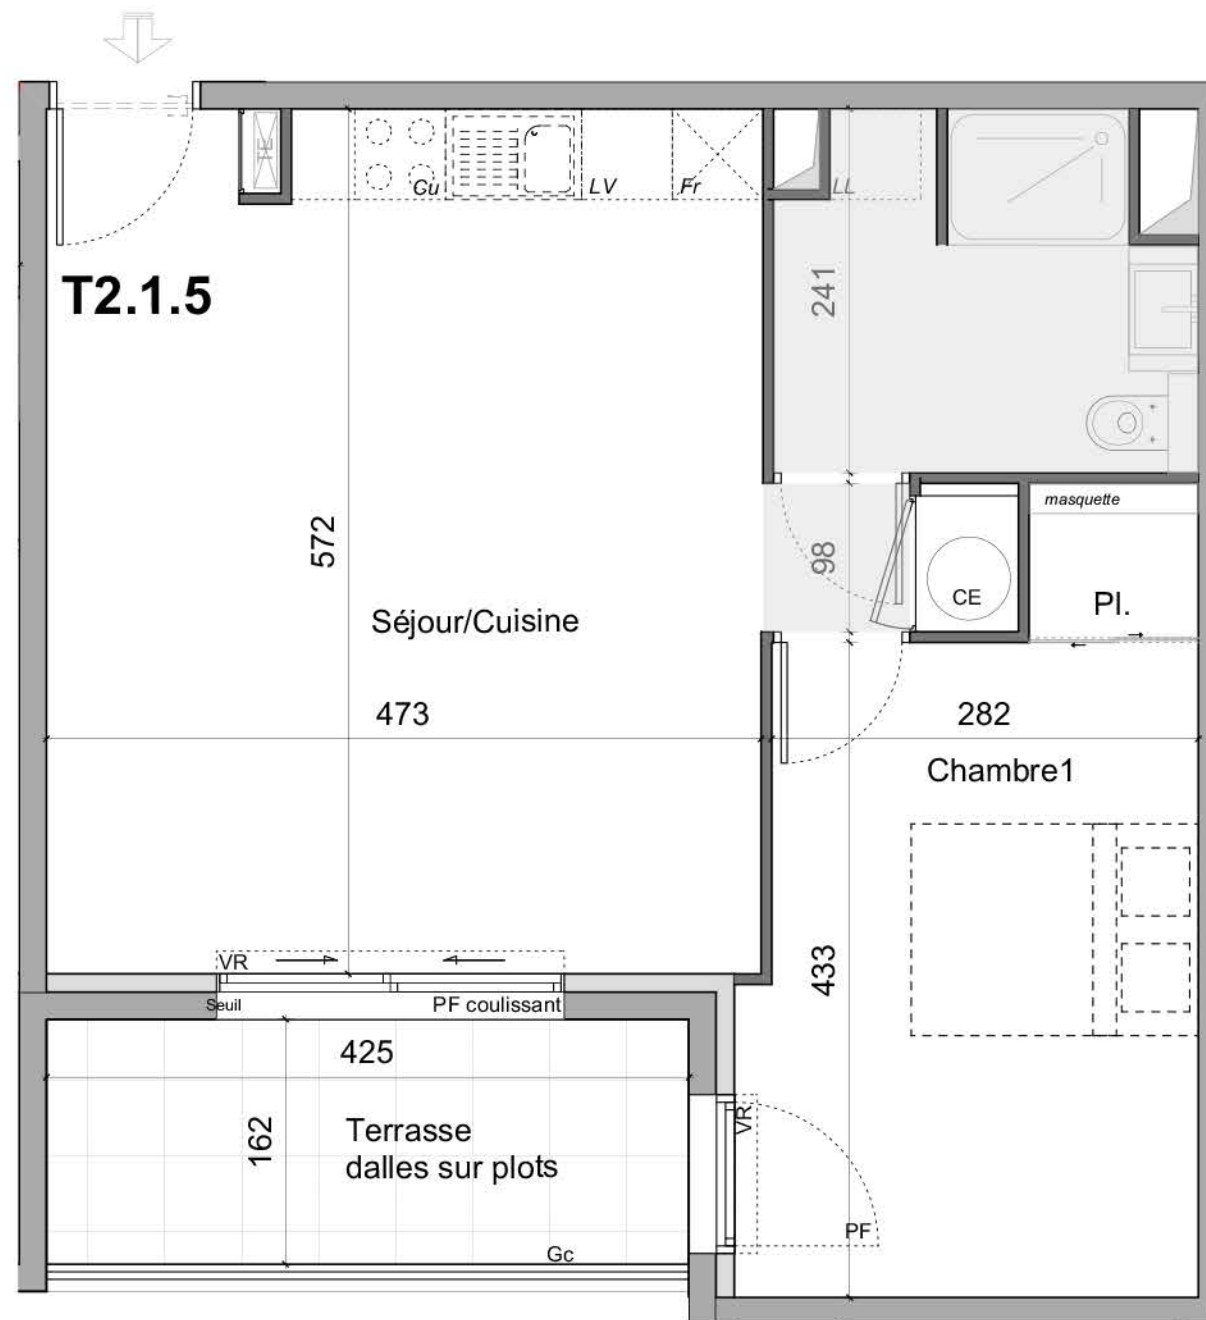 TE
Cu
LV
Fr
LL
T2.1.5
241
masquette
572
98
CE
Pl.
Séjour/Cuisine
473
282
Chambre1
433
VR
Seuil
PF coulissant
425
162
Terrasse
dalles sur plots
VR
PF
Gc